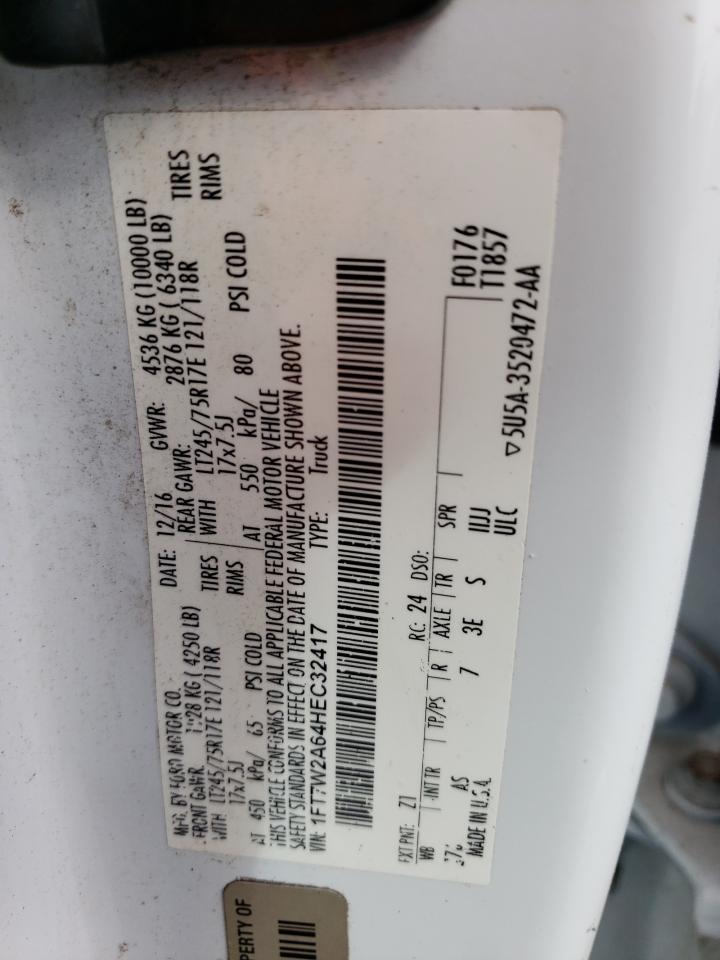 MFG. BY FORD MOTOR CO.
DATE: 12/16 GVWR: 4536 KG (10000 LB)
FRONT GAWR: 1928 KG ( 4250 LB)
REAR GAWR: 2876 KG ( 6340 LB)
WITH LT245/75R17E 121/118R TIRES
WITH LT245/75R17E 121/118R TIRES
17x7.5J RIMS
17x7.5J RIMS
AT 450 kPa/ 65 PSI COLD
AT 550 kPa/ 80 PSI COLD
THIS VEHICLE CONFORMS TO ALL APPLICABLE FEDERAL MOTOR VEHICLE
SAFETY STANDARDS IN EFFECT ON THE DATE OF MANUFACTURE SHOWN ABOVE.
VIN: 1FT7W2A64HEC32417 TYPE: Truck
EXT PNT: Z1 RC: 24 DSO: F0176
WB INT TR TP/PS R AXLE TR SPR T1857
176 AS 7 3E S IIJJ
MADE IN U.S.A. ULC ▽5U5A-3520472-AA
PERTY OF